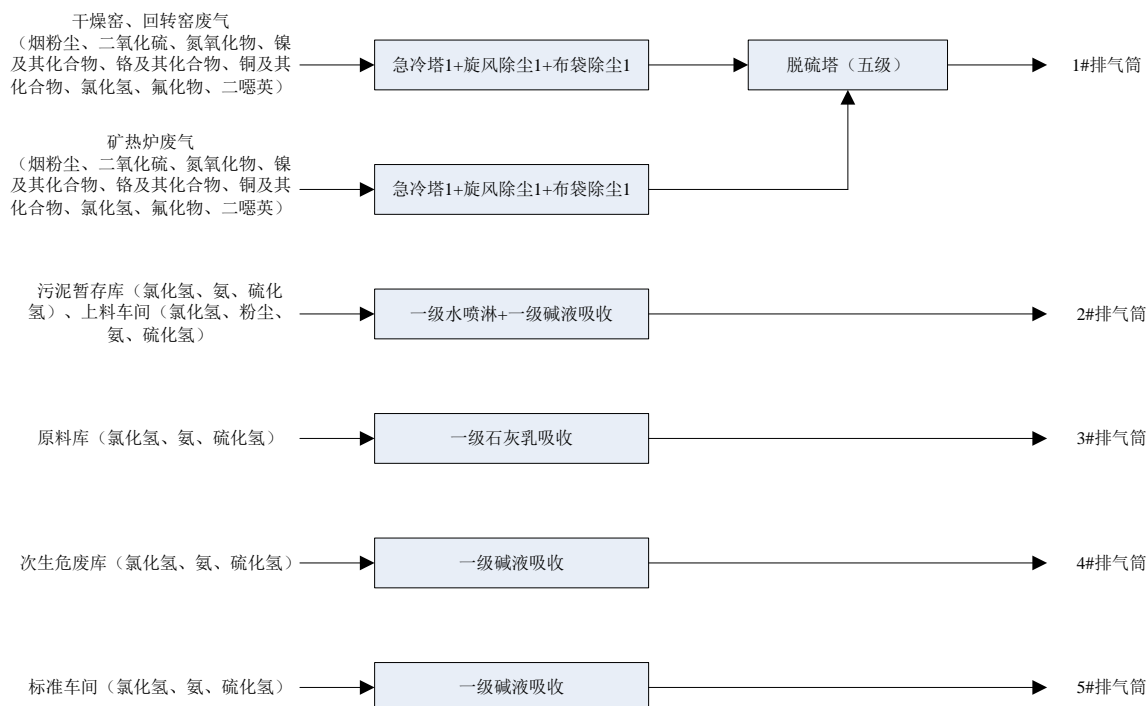 干燥窑、回转窑废气
（烟粉尘、二氧化硫、氮氧化物、镍
及其化合物、铬及其化合物、铜及其
化合物、氯化氢、氟化物、二噁英）
急冷塔1+旋风除尘1+布袋除尘1
脱硫塔（五级）
1#排气筒
矿热炉废气
（烟粉尘、二氧化硫、氮氧化物、镍
及其化合物、铬及其化合物、铜及其
化合物、氯化氢、氟化物、二噁英）
急冷塔1+旋风除尘1+布袋除尘1
污泥暂存库（氯化氢、氨、硫化
氢）、上料车间（氯化氢、粉尘、
氨、硫化氢）
一级水喷淋+一级碱液吸收
2#排气筒
原料库（氯化氢、氨、硫化氢）
一级石灰乳吸收
3#排气筒
次生危废库（氯化氢、氨、硫化氢）
一级碱液吸收
4#排气筒
标准车间（氯化氢、氨、硫化氢）
一级碱液吸收
5#排气筒